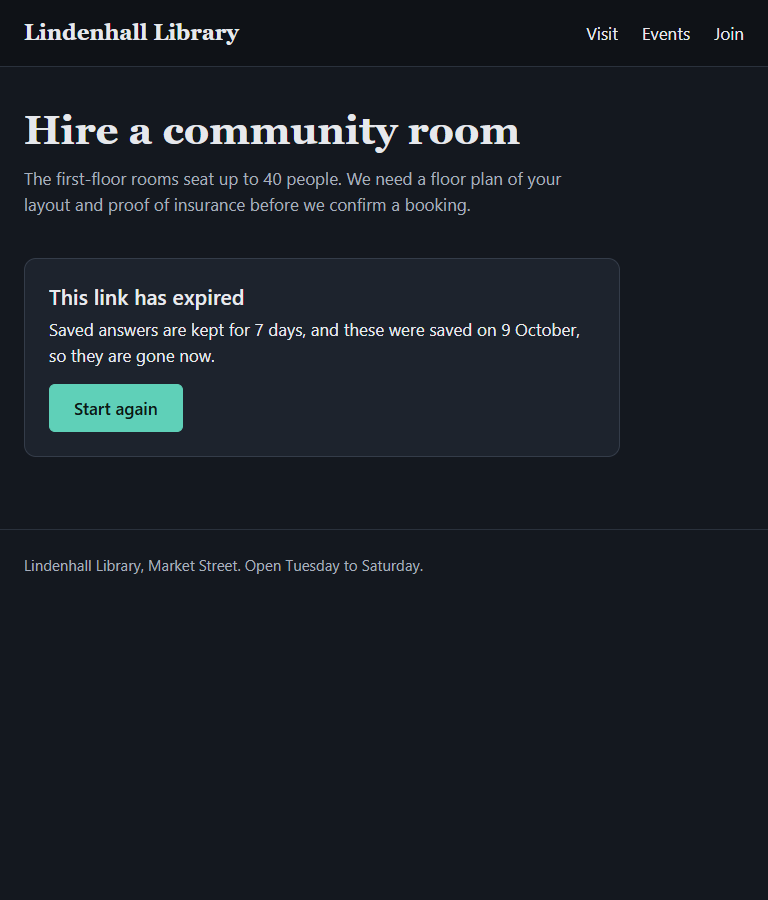 Lindenhall Library
Visit Events Join
Hire a community room
The first-floor rooms seat up to 40 people. We need a floor plan of your
layout and proof of insurance before we confirm a booking.
This link has expired
Saved answers are kept for 7 days, and these were saved on 9 October,
so they are gone now.
Start again
Lindenhall Library, Market Street. Open Tuesday to Saturday.